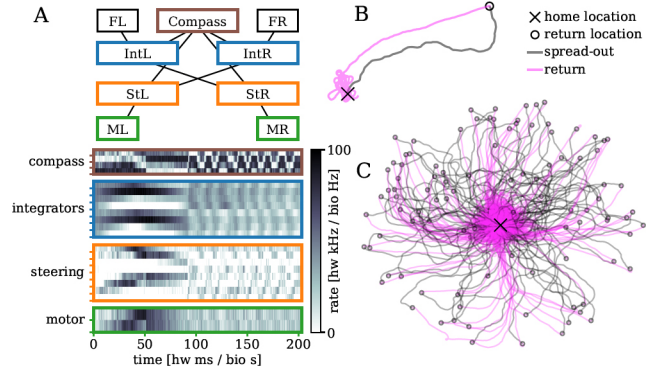 A
FL
Compass
FR
IntL
IntR
StL
StR
ML
MR
compass
integrators
steering
motor
0
50
100
150
200
time [hw ms / bio s]
100
0
rate [hw kHz / bio Hz]
B
home location
return location
spread-out
return
C